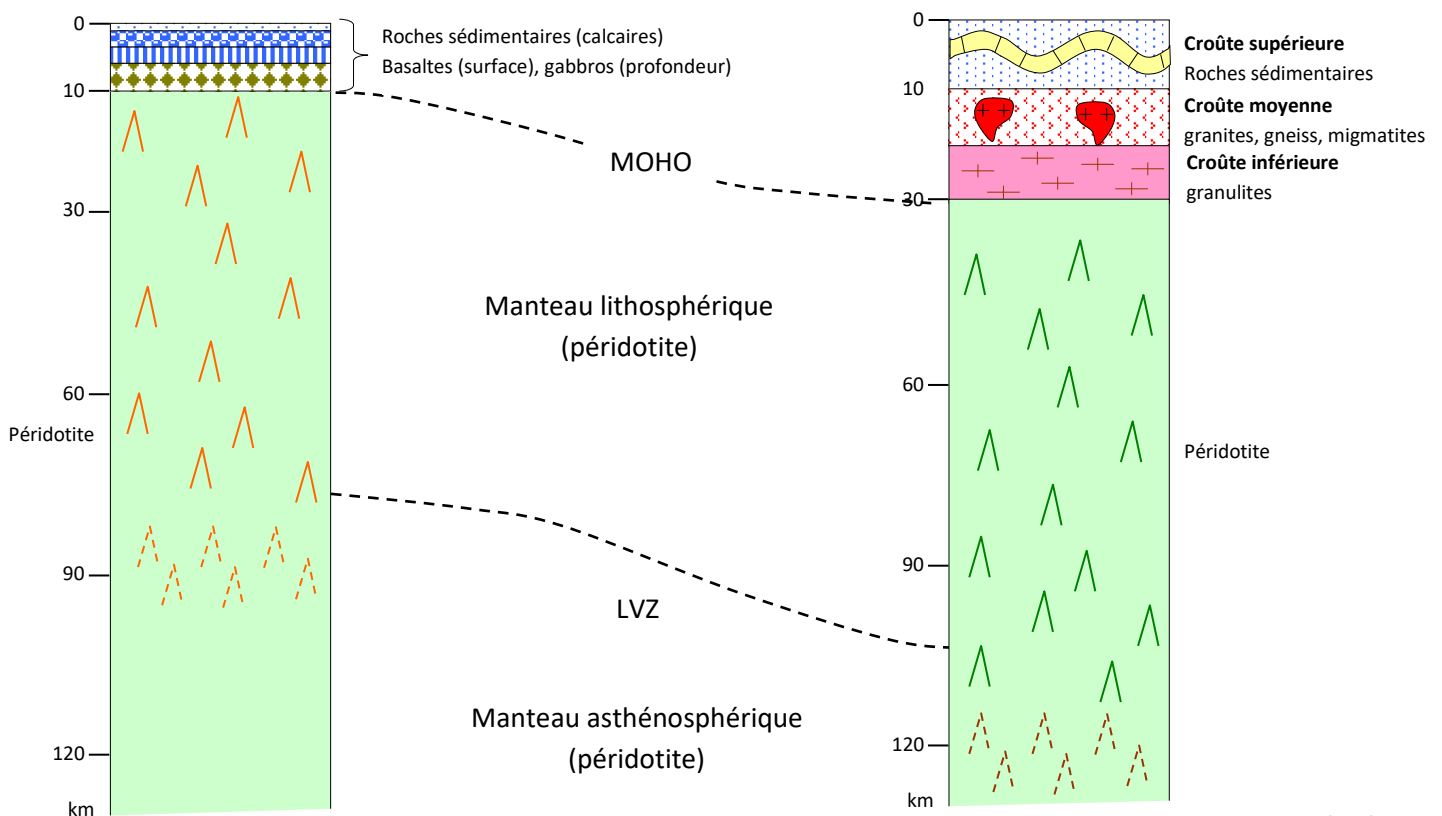 0
Roches sédimentaires (calcaires)
Basaltes (surface), gabbros (profondeur)
10
30
60
Péridotite
90
120
km
MOHO
Manteau lithosphérique
(péridotite)
LVZ
Manteau asthénosphérique
(péridotite)
0
Croûte supérieure
Roches sédimentaires
10
Croûte moyenne
granites, gneiss, migmatites
Croûte inférieure
granulites
30
60
Péridotite
90
120
km